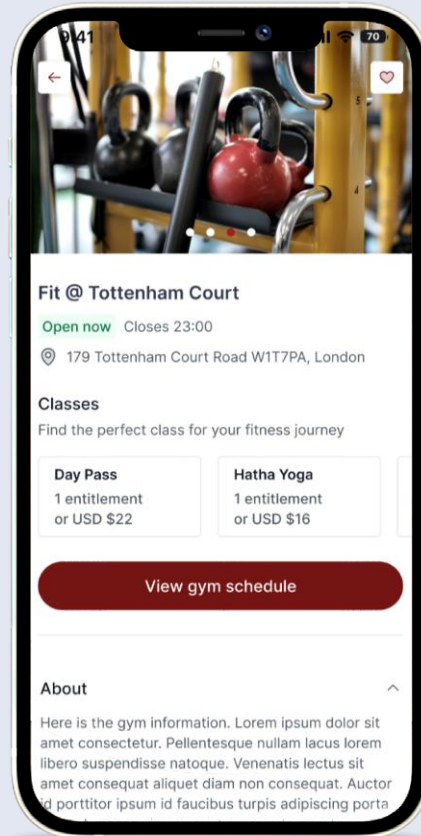 9:41
70
5
4
Fit @ Tottenham Court
Open now Closes 23:00
179 Tottenham Court Road W1T7PA, London
Classes
Find the perfect class for your fitness journey
Day Pass
1 entitlement
or USD $22
Hatha Yoga
1 entitlement
or USD $16
View gym schedule
About
Here is the gym information. Lorem ipsum dolor sit
amet consectetur. Pellentesque nullam lacus lorem
libero suspendisse natoque. Venenatis lectus sit
amet consequat aliquet diam non consequat. Auctor
id porttitor ipsum id faucibus turpis adipiscing porta